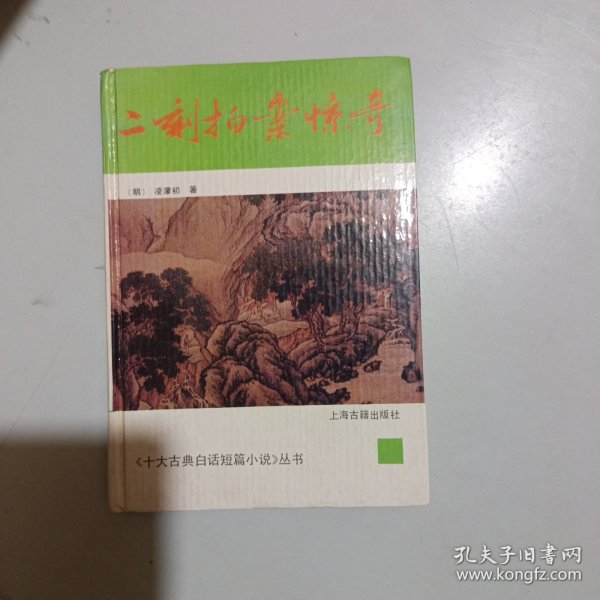 二刻拍案惊奇
〔明〕 凌濛初 著
上海古籍出版社
《十大古典白话短篇小说》丛书
孔夫子旧书网
www.kongfz.com